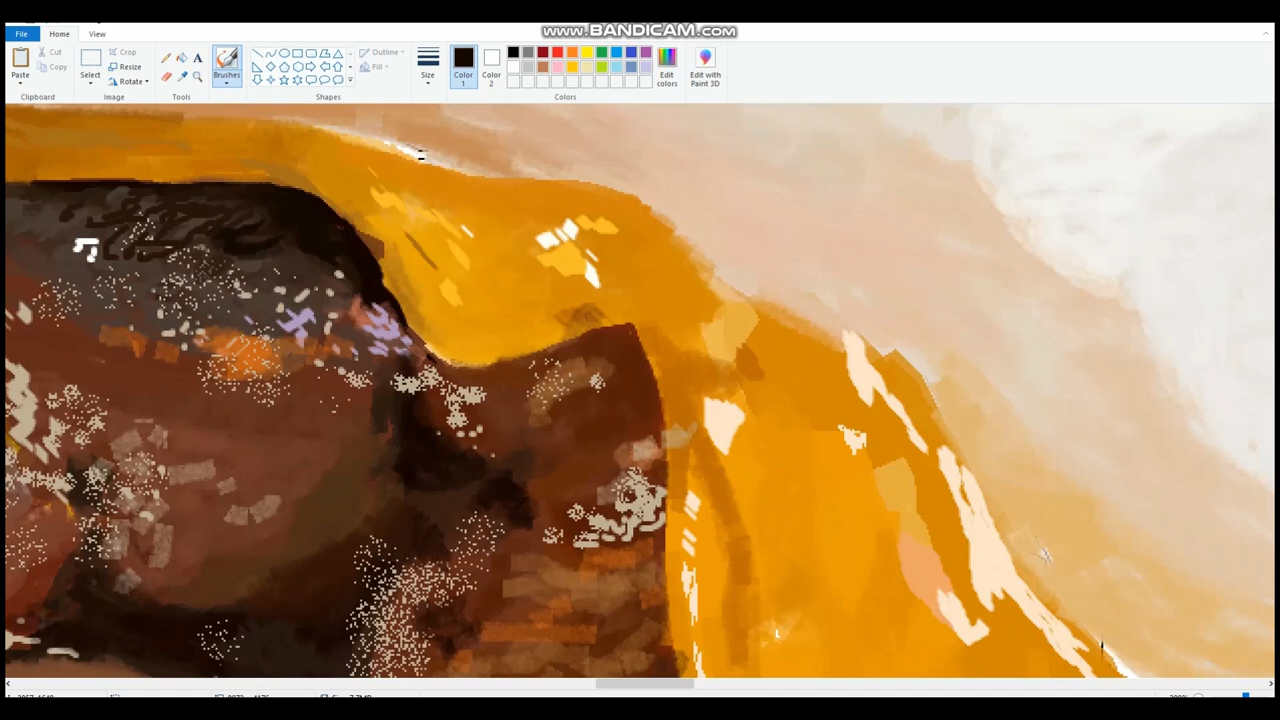 WWW.BANDICAM.COM
File Home View
Paste
Cut
Copy
Clipboard
Select
Crop
Resize
Rotate
Image
A
Tools
Brushes
Outline
Fill
Shapes
Size
Color
1
Color
2
Edit
colors
Colors
Edit with
Paint 3D